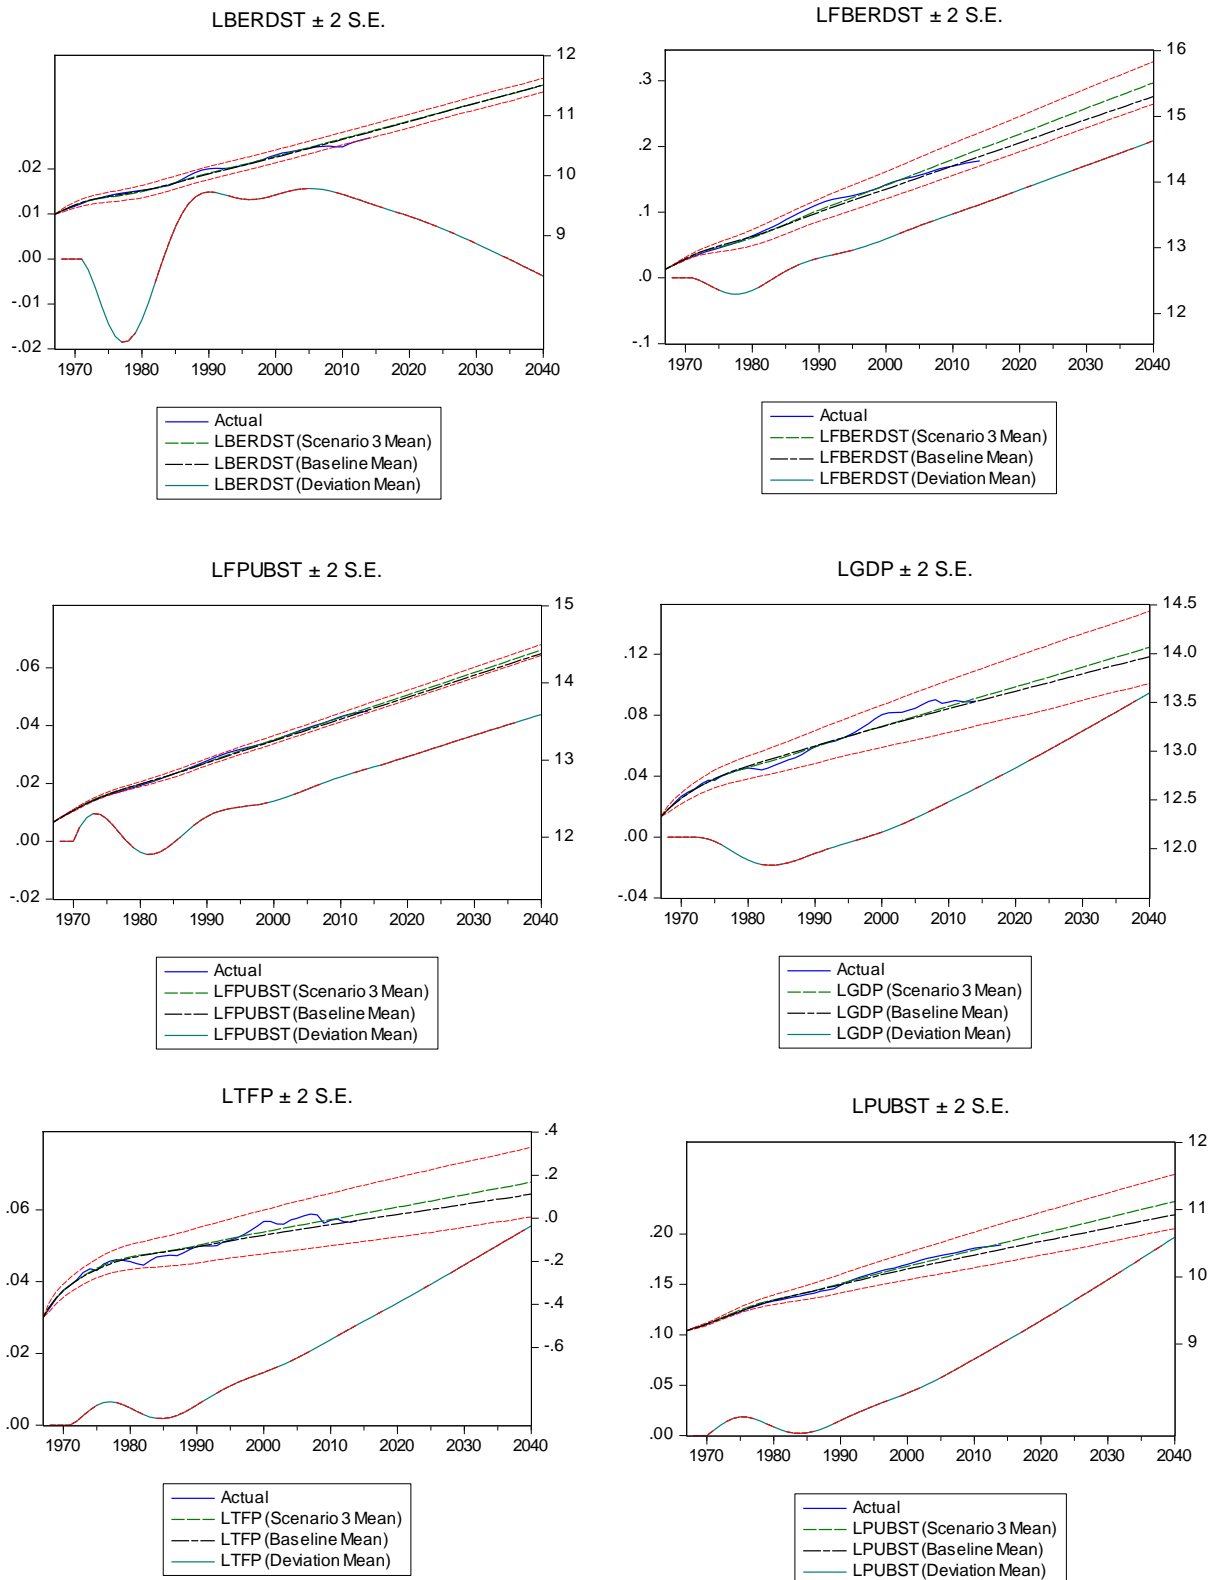 LBERDST ± 2 S.E.
12
11
10
9
.02
.01
.00
-.01
-.02
1970 1980 1990 2000 2010 2020 2030 2040
Actual
LBERDST (Scenario 3 Mean)
LBERDST (Baseline Mean)
LBERDST (Deviation Mean)
LFBERDST ± 2 S.E.
16
15
14
13
12
.3
.2
.1
.0
-.1
1970 1980 1990 2000 2010 2020 2030 2040
Actual
LFBERDST (Scenario 3 Mean)
LFBERDST (Baseline Mean)
LFBERDST (Deviation Mean)
LFPUBST ± 2 S.E.
15
14
13
12
.06
.04
.02
.00
-.02
1970 1980 1990 2000 2010 2020 2030 2040
Actual
LFPUBST (Scenario 3 Mean)
LFPUBST (Baseline Mean)
LFPUBST (Deviation Mean)
LGDP ± 2 S.E.
14.5
14.0
13.5
13.0
12.5
12.0
.12
.08
.04
.00
-.04
1970 1980 1990 2000 2010 2020 2030 2040
Actual
LGDP (Scenario 3 Mean)
LGDP (Baseline Mean)
LGDP (Deviation Mean)
LTFP ± 2 S.E.
.4
.2
.0
-.2
-.4
-.6
.06
.04
.02
.00
1970 1980 1990 2000 2010 2020 2030 2040
Actual
LTFP (Scenario 3 Mean)
LTFP (Baseline Mean)
LTFP (Deviation Mean)
LPUBST ± 2 S.E.
12
11
10
9
.20
.15
.10
.05
.00
1970 1980 1990 2000 2010 2020 2030 2040
Actual
LPUBST (Scenario 3 Mean)
LPUBST (Baseline Mean)
LPUBST (Deviation Mean)